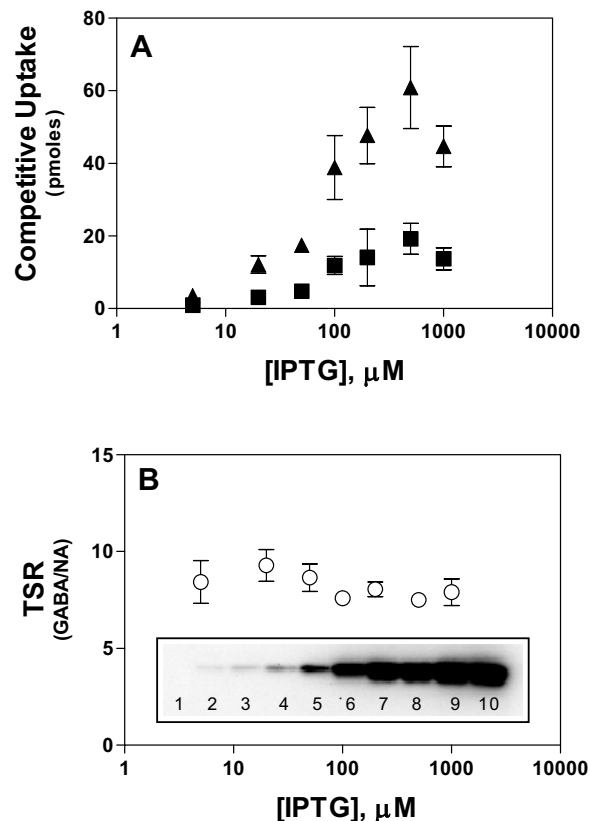 A
Competitive Uptake
(pmoles)
80
60
40
20
0
1 10 100 1000 10000
[IPTG], μM
B
TSR
(GABA/NA)
15
10
5
0
1 2 3 4 5 6 7 8 9 10
1 10 100 1000 10000
[IPTG], μM